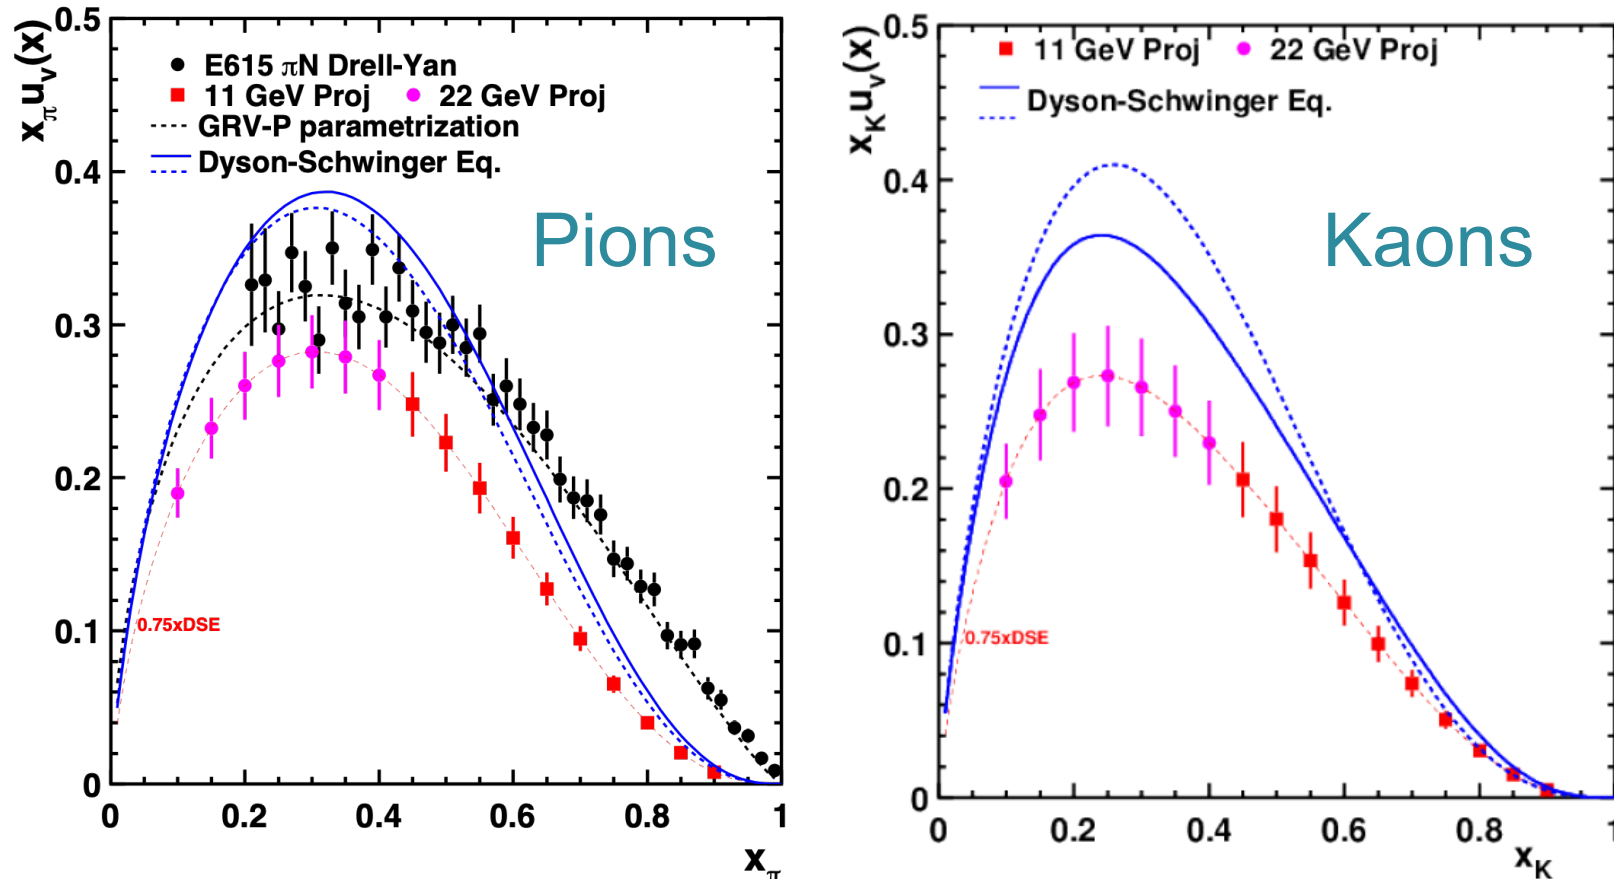 0.5
0.4
0.3
0.2
0.1
0
x_π u_v(x)
E615 πN Drell-Yan
11 GeV Proj
22 GeV Proj
GRV-P parametrization
Dyson-Schwinger Eq.
Pions
0.75xDSE
0 0.2 0.4 0.6 0.8 1
x_π
0.5
0.4
0.3
0.2
0.1
0
x_K u_v(x)
11 GeV Proj
22 GeV Proj
Dyson-Schwinger Eq.
Kaons
0.75xDSE
0 0.2 0.4 0.6 0.8 1
x_K